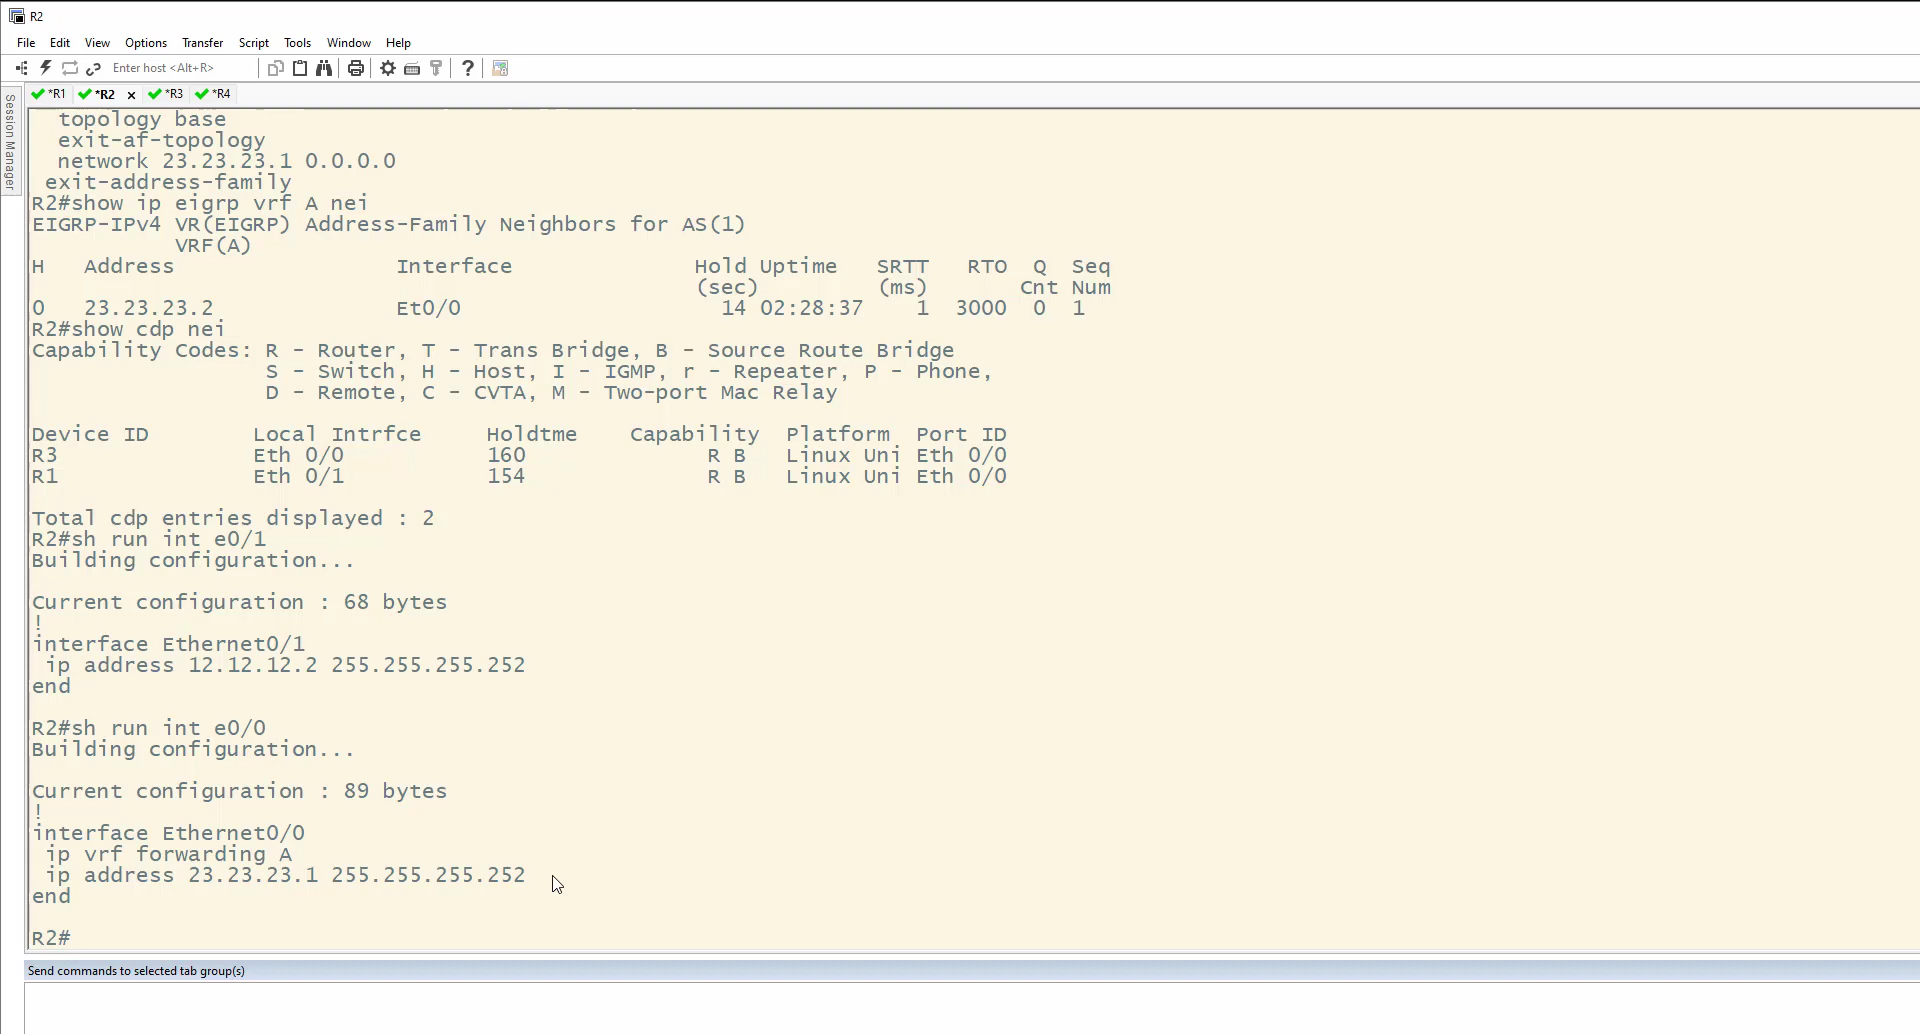 R2
File Edit View Options Transfer Script Tools Window Help
Enter host <Alt+R>
*R1 *R2 x *R3 *R4
Session Manager
topology base
exit-af-topology
network 23.23.23.1 0.0.0.0
exit-address-family
R2#show ip eigrp vrf A nei
EIGRP-IPv4 VR(EIGRP) Address-Family Neighbors for AS(1)
VRF(A)
H Address Interface Hold Uptime SRTT RTO Q Seq
(sec) (ms) Cnt Num
0 23.23.23.2 Et0/0 14 02:28:37 1 3000 0 1
R2#show cdp nei
Capability Codes: R - Router, T - Trans Bridge, B - Source Route Bridge
S - Switch, H - Host, I - IGMP, r - Repeater, P - Phone,
D - Remote, C - CVTA, M - Two-port Mac Relay
Device ID Local Intrfce Holdtme Capability Platform Port ID
R3 Eth 0/0 160 R B Linux Uni Eth 0/0
R1 Eth 0/1 154 R B Linux Uni Eth 0/0
Total cdp entries displayed : 2
R2#sh run int e0/1
Building configuration...
Current configuration : 68 bytes
!
interface Ethernet0/1
ip address 12.12.12.2 255.255.255.252
end
R2#sh run int e0/0
Building configuration...
Current configuration : 89 bytes
!
interface Ethernet0/0
ip vrf forwarding A
ip address 23.23.23.1 255.255.255.252
end
R2#
Send commands to selected tab group(s)